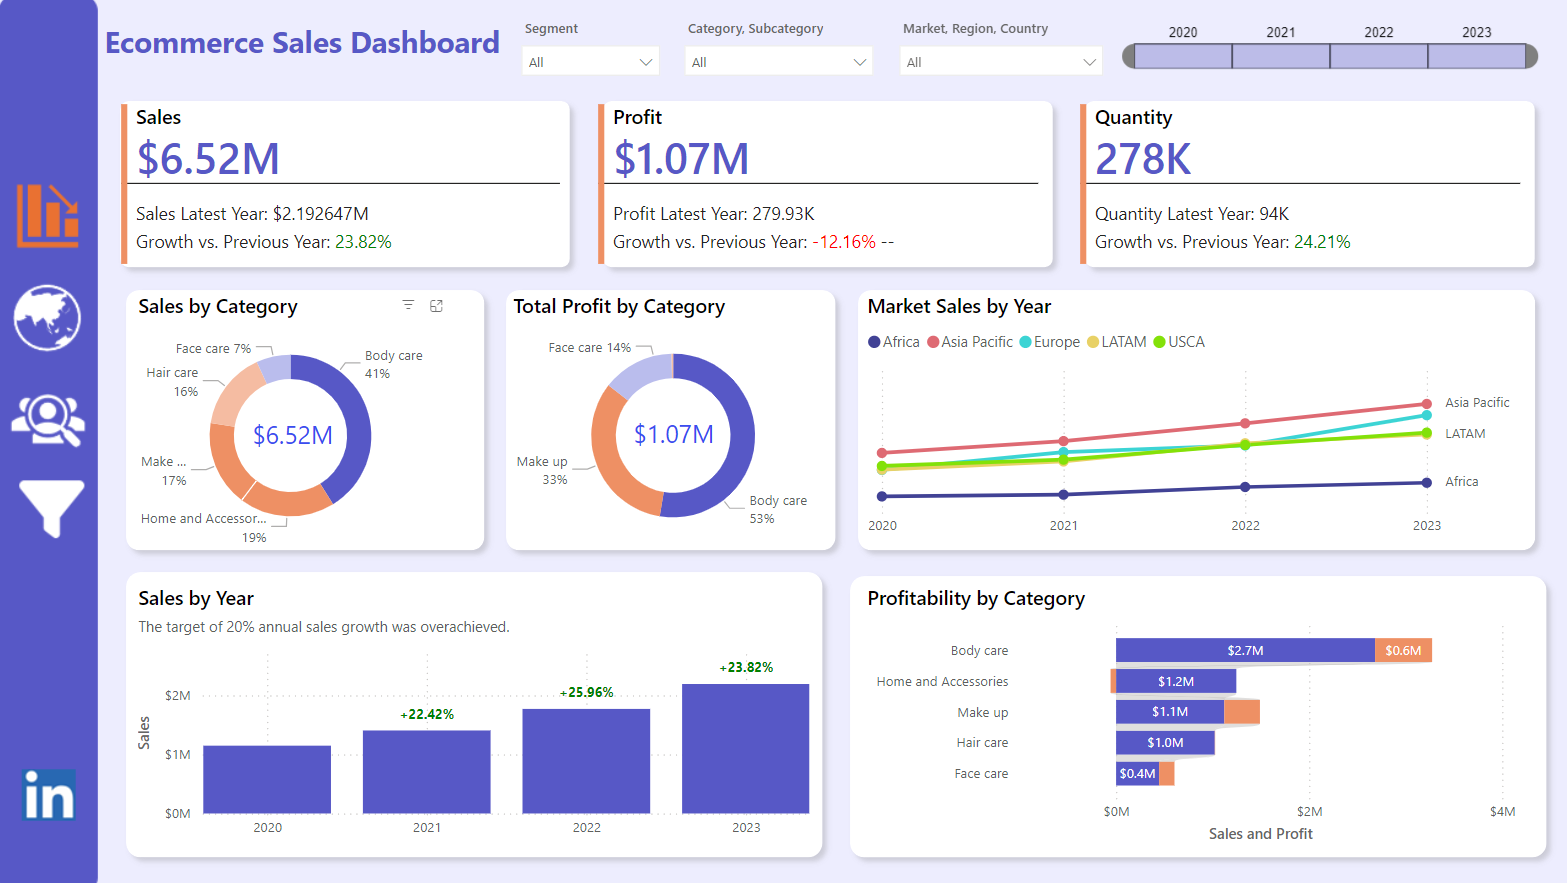 Ecommerce Sales Dashboard
Segment
All
Category, Subcategory
All
Market, Region, Country
All
2020 2021 2022 2023
Sales
$6.52M
Sales Latest Year: $2.192647M
Growth vs. Previous Year: 23.82%
Profit
$1.07M
Profit Latest Year: 279.93K
Growth vs. Previous Year: -12.16% --
Quantity
278K
Quantity Latest Year: 94K
Growth vs. Previous Year: 24.21%
Sales by Category
Face care 7%
Body care
41%
Hair care
16%
$6.52M
Make ...
17%
Home and Accessor...
19%
Total Profit by Category
Face care 14%
$1.07M
Make up
33%
Body care
53%
Market Sales by Year
Africa Asia Pacific Europe LATAM USCA
Asia Pacific
LATAM
Africa
2020 2021 2022 2023
Sales by Year
The target of 20% annual sales growth was overachieved.
+23.82%
+25.96%
+22.42%
$2M
$1M
$0M
Sales
2020 2021 2022 2023
Profitability by Category
Body care $2.7M $0.6M
Home and Accessories $1.2M
Make up $1.1M
Hair care $1.0M
Face care $0.4M
$0M $2M $4M
Sales and Profit
in